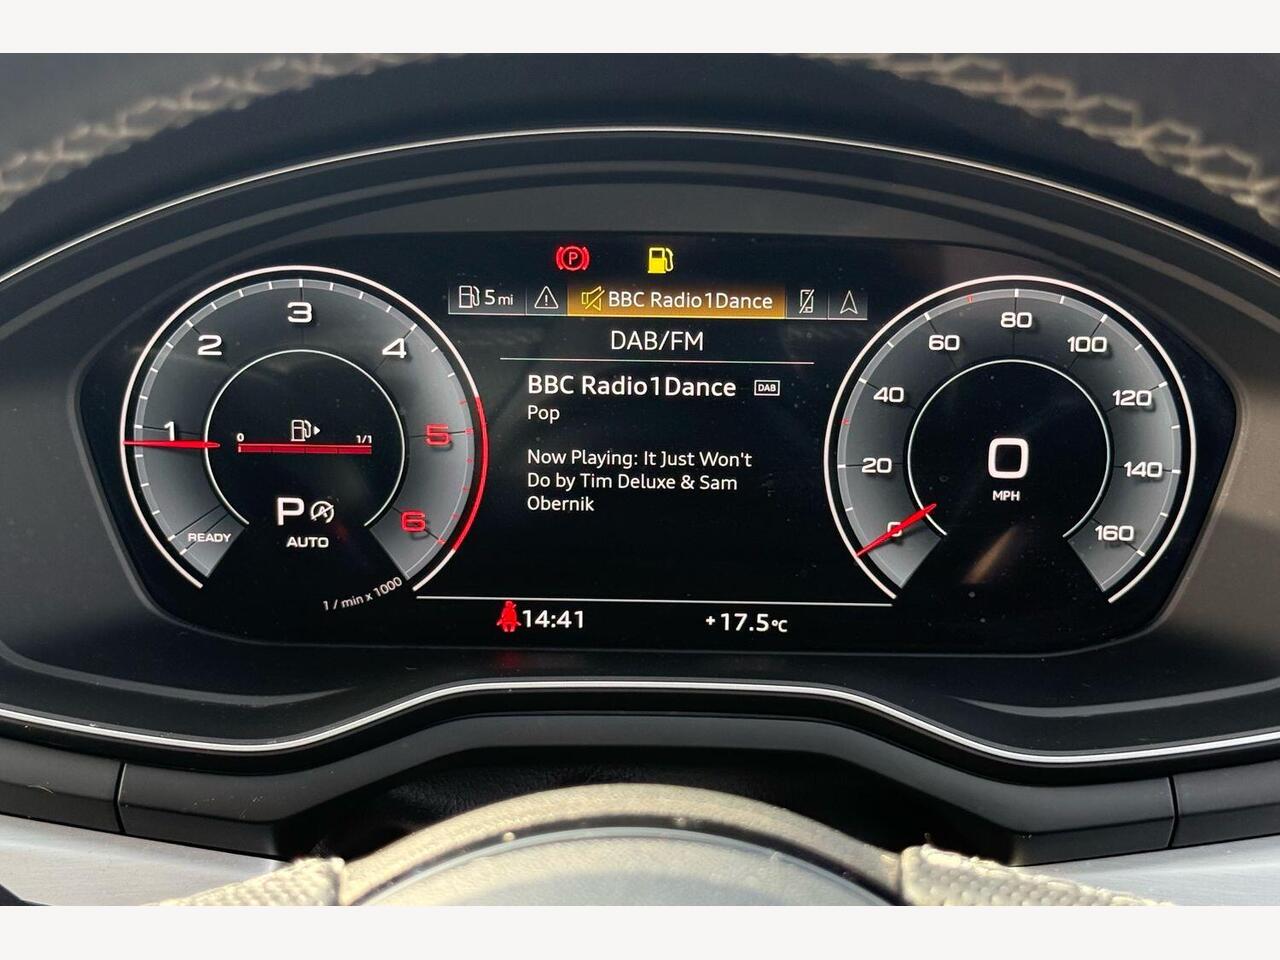 P
5 mi
BBC Radio1Dance
DAB/FM
BBC Radio1Dance DAB
Pop
Now Playing: It Just Won't
Do by Tim Deluxe & Sam
Obernik
14:41
+17.5°C
READY
1
2
3
4
5
6
1 / min x 1000
0
1/1
P A
AUTO
0
20
40
60
80
100
120
140
160
0
MPH